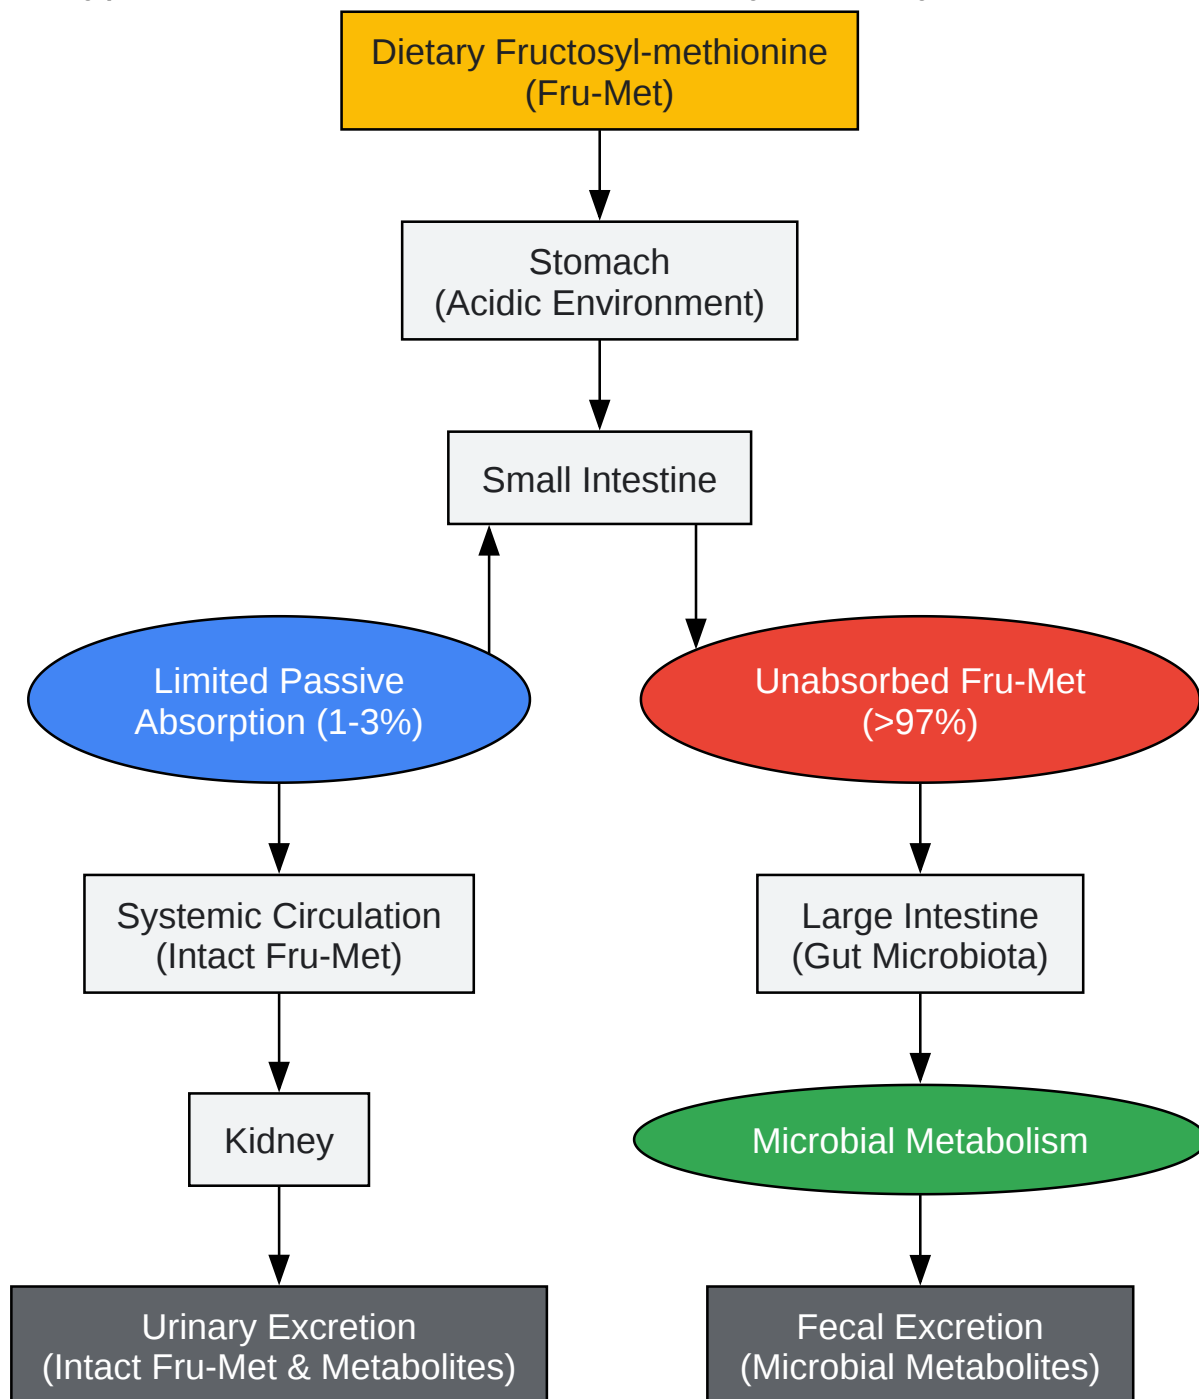 Dietary Fructosyl-methionine
(Fru-Met)
Stomach
(Acidic Environment)
Small Intestine
Limited Passive
Absorption (1-3%)
Unabsorbed Fru-Met
(>97%)
Systemic Circulation
(Intact Fru-Met)
Large Intestine
(Gut Microbiota)
Kidney
Microbial Metabolism
Urinary Excretion
(Intact Fru-Met & Metabolites)
Fecal Excretion
(Microbial Metabolites)